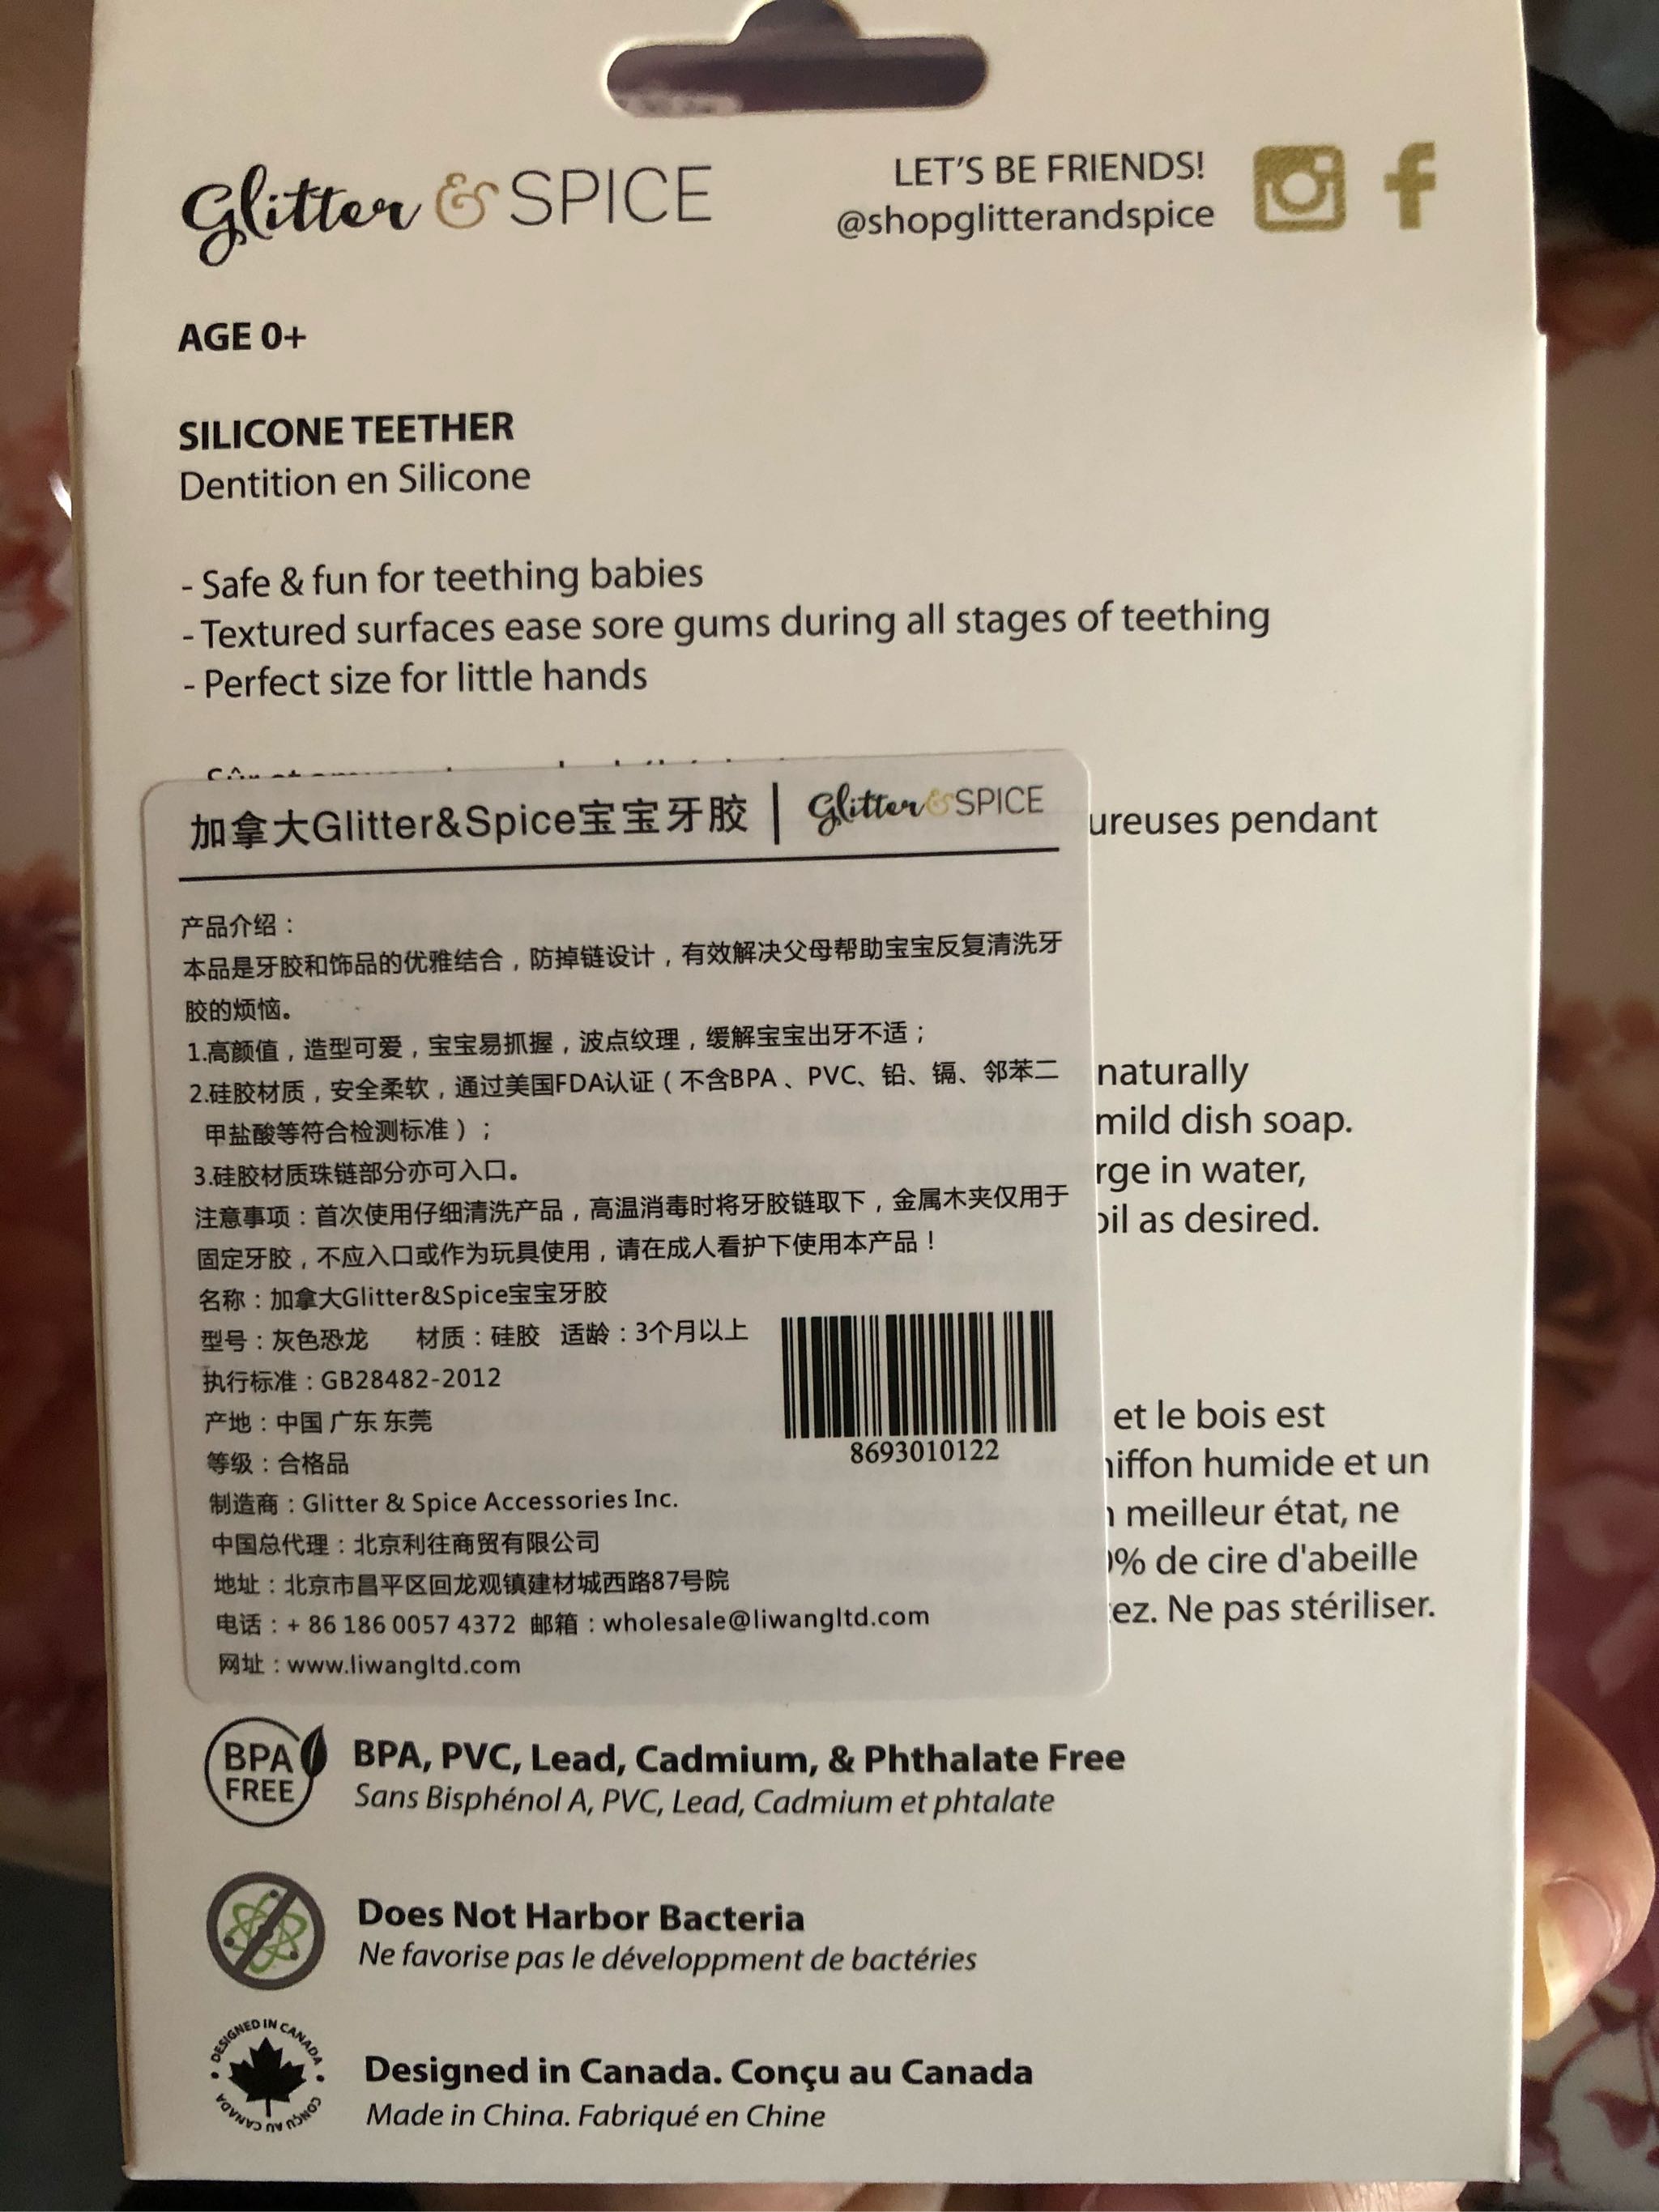 Glitter & SPICE
LET'S BE FRIENDS!
@shopglitterandspice
AGE 0+
SILICONE TEETHER
Dentition en Silicone
- Safe & fun for teething babies
- Textured surfaces ease sore gums during all stages of teething
- Perfect size for little hands
加拿大Glitter&Spice宝宝牙胶 | Glitter & SPICE
产品介绍：
本品是牙胶和饰品的优雅结合，防掉链设计，有效解决父母帮助宝宝反复清洗牙
胶的烦恼。
1.高颜值，造型可爱，宝宝易抓握，波点纹理，缓解宝宝出牙不适；
2.硅胶材质，安全柔软，通过美国FDA认证（不含BPA、PVC、铅、镉、邻苯二
甲盐酸等符合检测标准）；
3.硅胶材质珠链部分亦可入口。
注意事项：首次使用仔细清洗产品，高温消毒时将牙胶链取下，金属木夹仅用于
固定牙胶，不应入口或作为玩具使用，请在成人看护下使用本产品！
名称：加拿大Glitter&Spice宝宝牙胶
型号：灰色恐龙 材质：硅胶 适龄：3个月以上
执行标准：GB28482-2012
产地：中国 广东 东莞
等级：合格品
制造商：Glitter & Spice Accessories Inc.
中国总代理：北京利往商贸有限公司
地址：北京市昌平区回龙观镇建材城西路87号院
电话：+ 86 186 0057 4372 邮箱：wholesale@liwangltd.com
网址：www.liwangltd.com
8693010122
ureuses pendant
naturally
mild dish soap.
rge in water,
oil as desired.
et le bois est
hiffon humide et un
n meilleur état, ne
0% de cire d'abeille
tez. Ne pas stériliser.
BPA
FREE
BPA, PVC, Lead, Cadmium, & Phthalate Free
Sans Bisphénol A, PVC, Lead, Cadmium et phtalate
Does Not Harbor Bacteria
Ne favorise pas le développment de bactéries
DESIGNED IN CANADA
CONÇU AU CANADA
Designed in Canada. Conçu au Canada
Made in China. Fabriqué en Chine